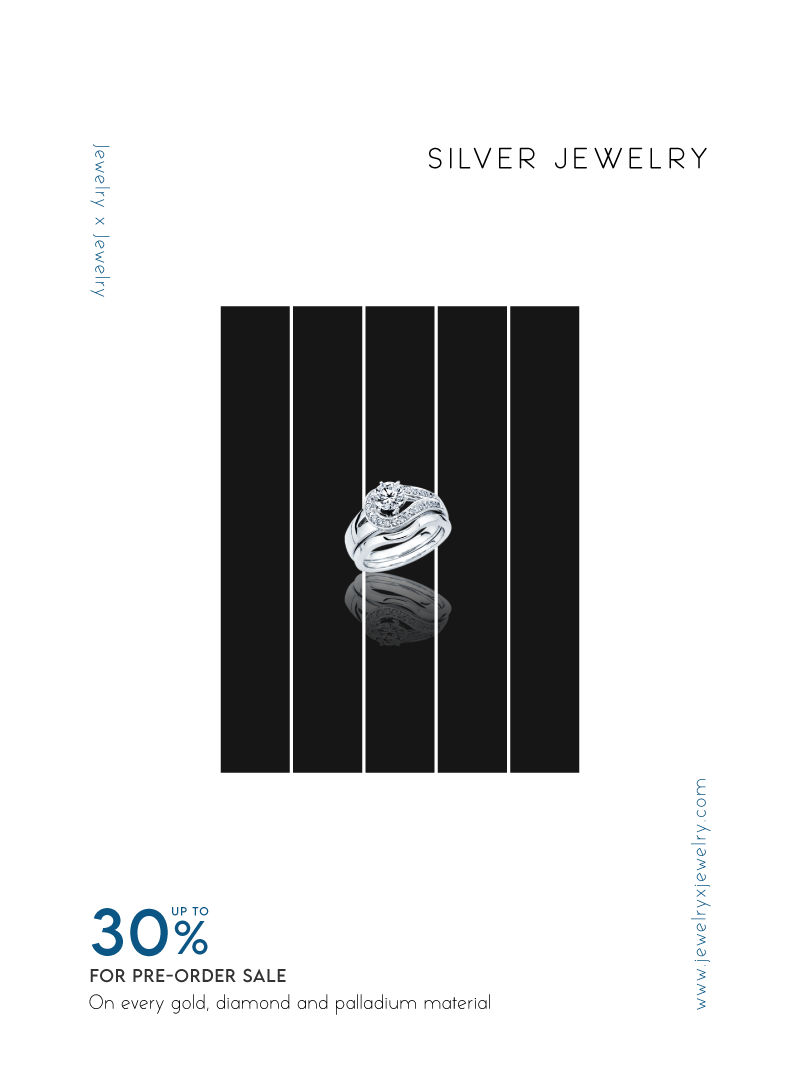 SILVER JEWELRY
Jewelry x Jewelry
www.jewelryxjewelry.com
30% UP TO
FOR PRE-ORDER SALE
On every gold, diamond and palladium material